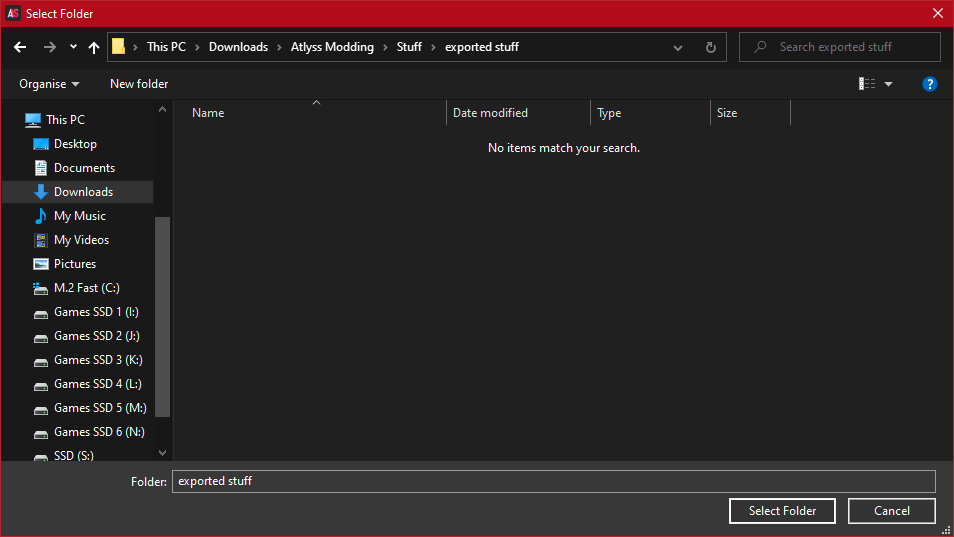 AS Select Folder
This PC > Downloads > Atlyss Modding > Stuff > exported stuff
Search exported stuff
Organise
New folder
?
Name
Date modified
Type
Size
No items match your search.
This PC
Desktop
Documents
Downloads
My Music
My Videos
Pictures
M.2 Fast (C:)
Games SSD 1 (I:)
Games SSD 2 (J:)
Games SSD 3 (K:)
Games SSD 4 (L:)
Games SSD 5 (M:)
Games SSD 6 (N:)
SSD (S:)
Folder: exported stuff
Select Folder
Cancel